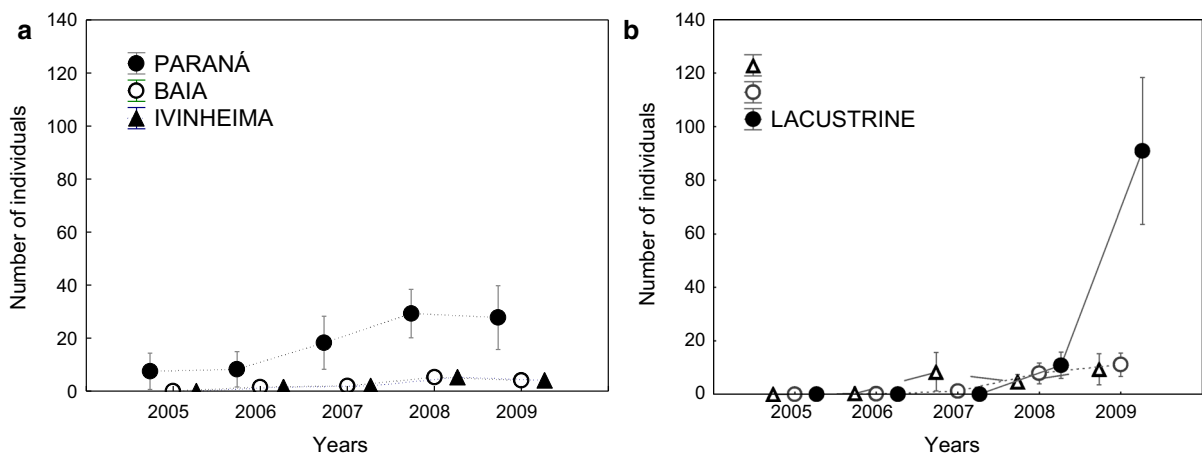 a
140
120
100
80
60
40
20
0
Number of individuals
PARANÁ
BAIA
IVINHEIMA
2005 2006 2007 2008 2009
Years
b
140
120
100
80
60
40
20
0
Number of individuals
LACUSTRINE
2005 2006 2007 2008 2009
Years